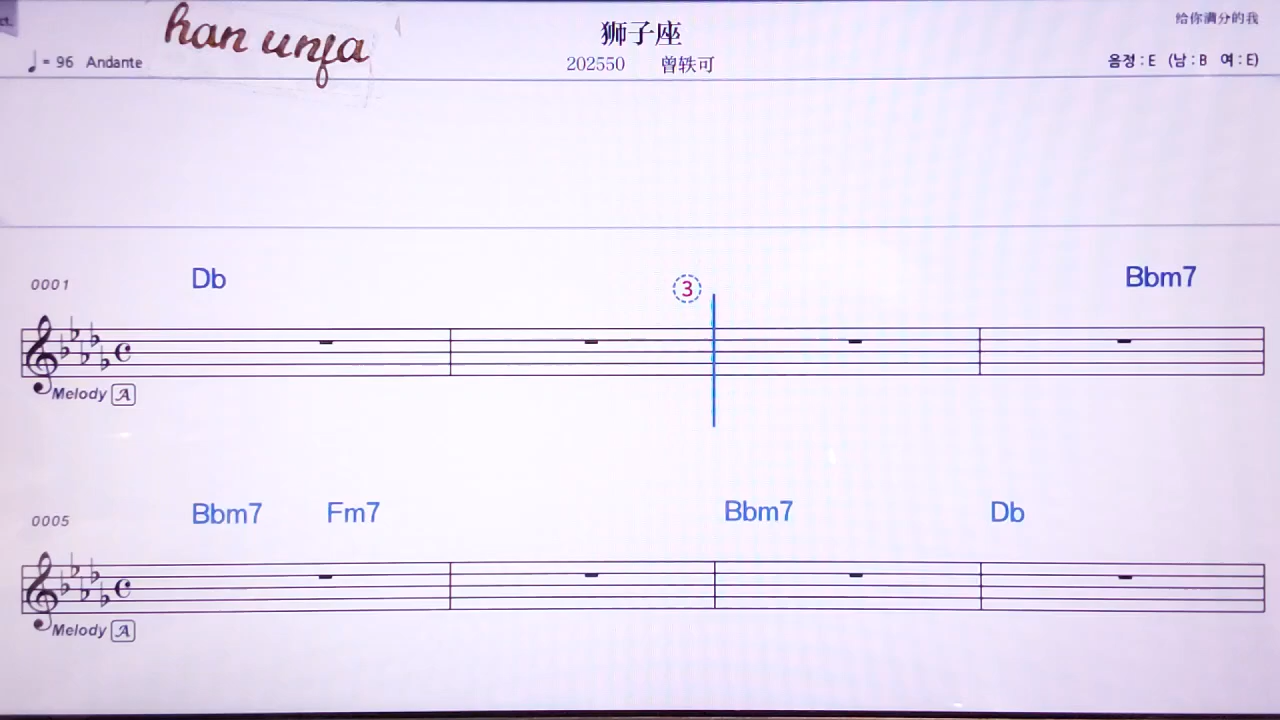 han unfa
狮子座
给你满分的我
♩= 96 Andante
202550 曾轶可
음정 : E (남 : B 여 : E)
0001 Db ③ Bbm7
Melody A
0005 Bbm7 Fm7 Bbm7 Db
Melody A